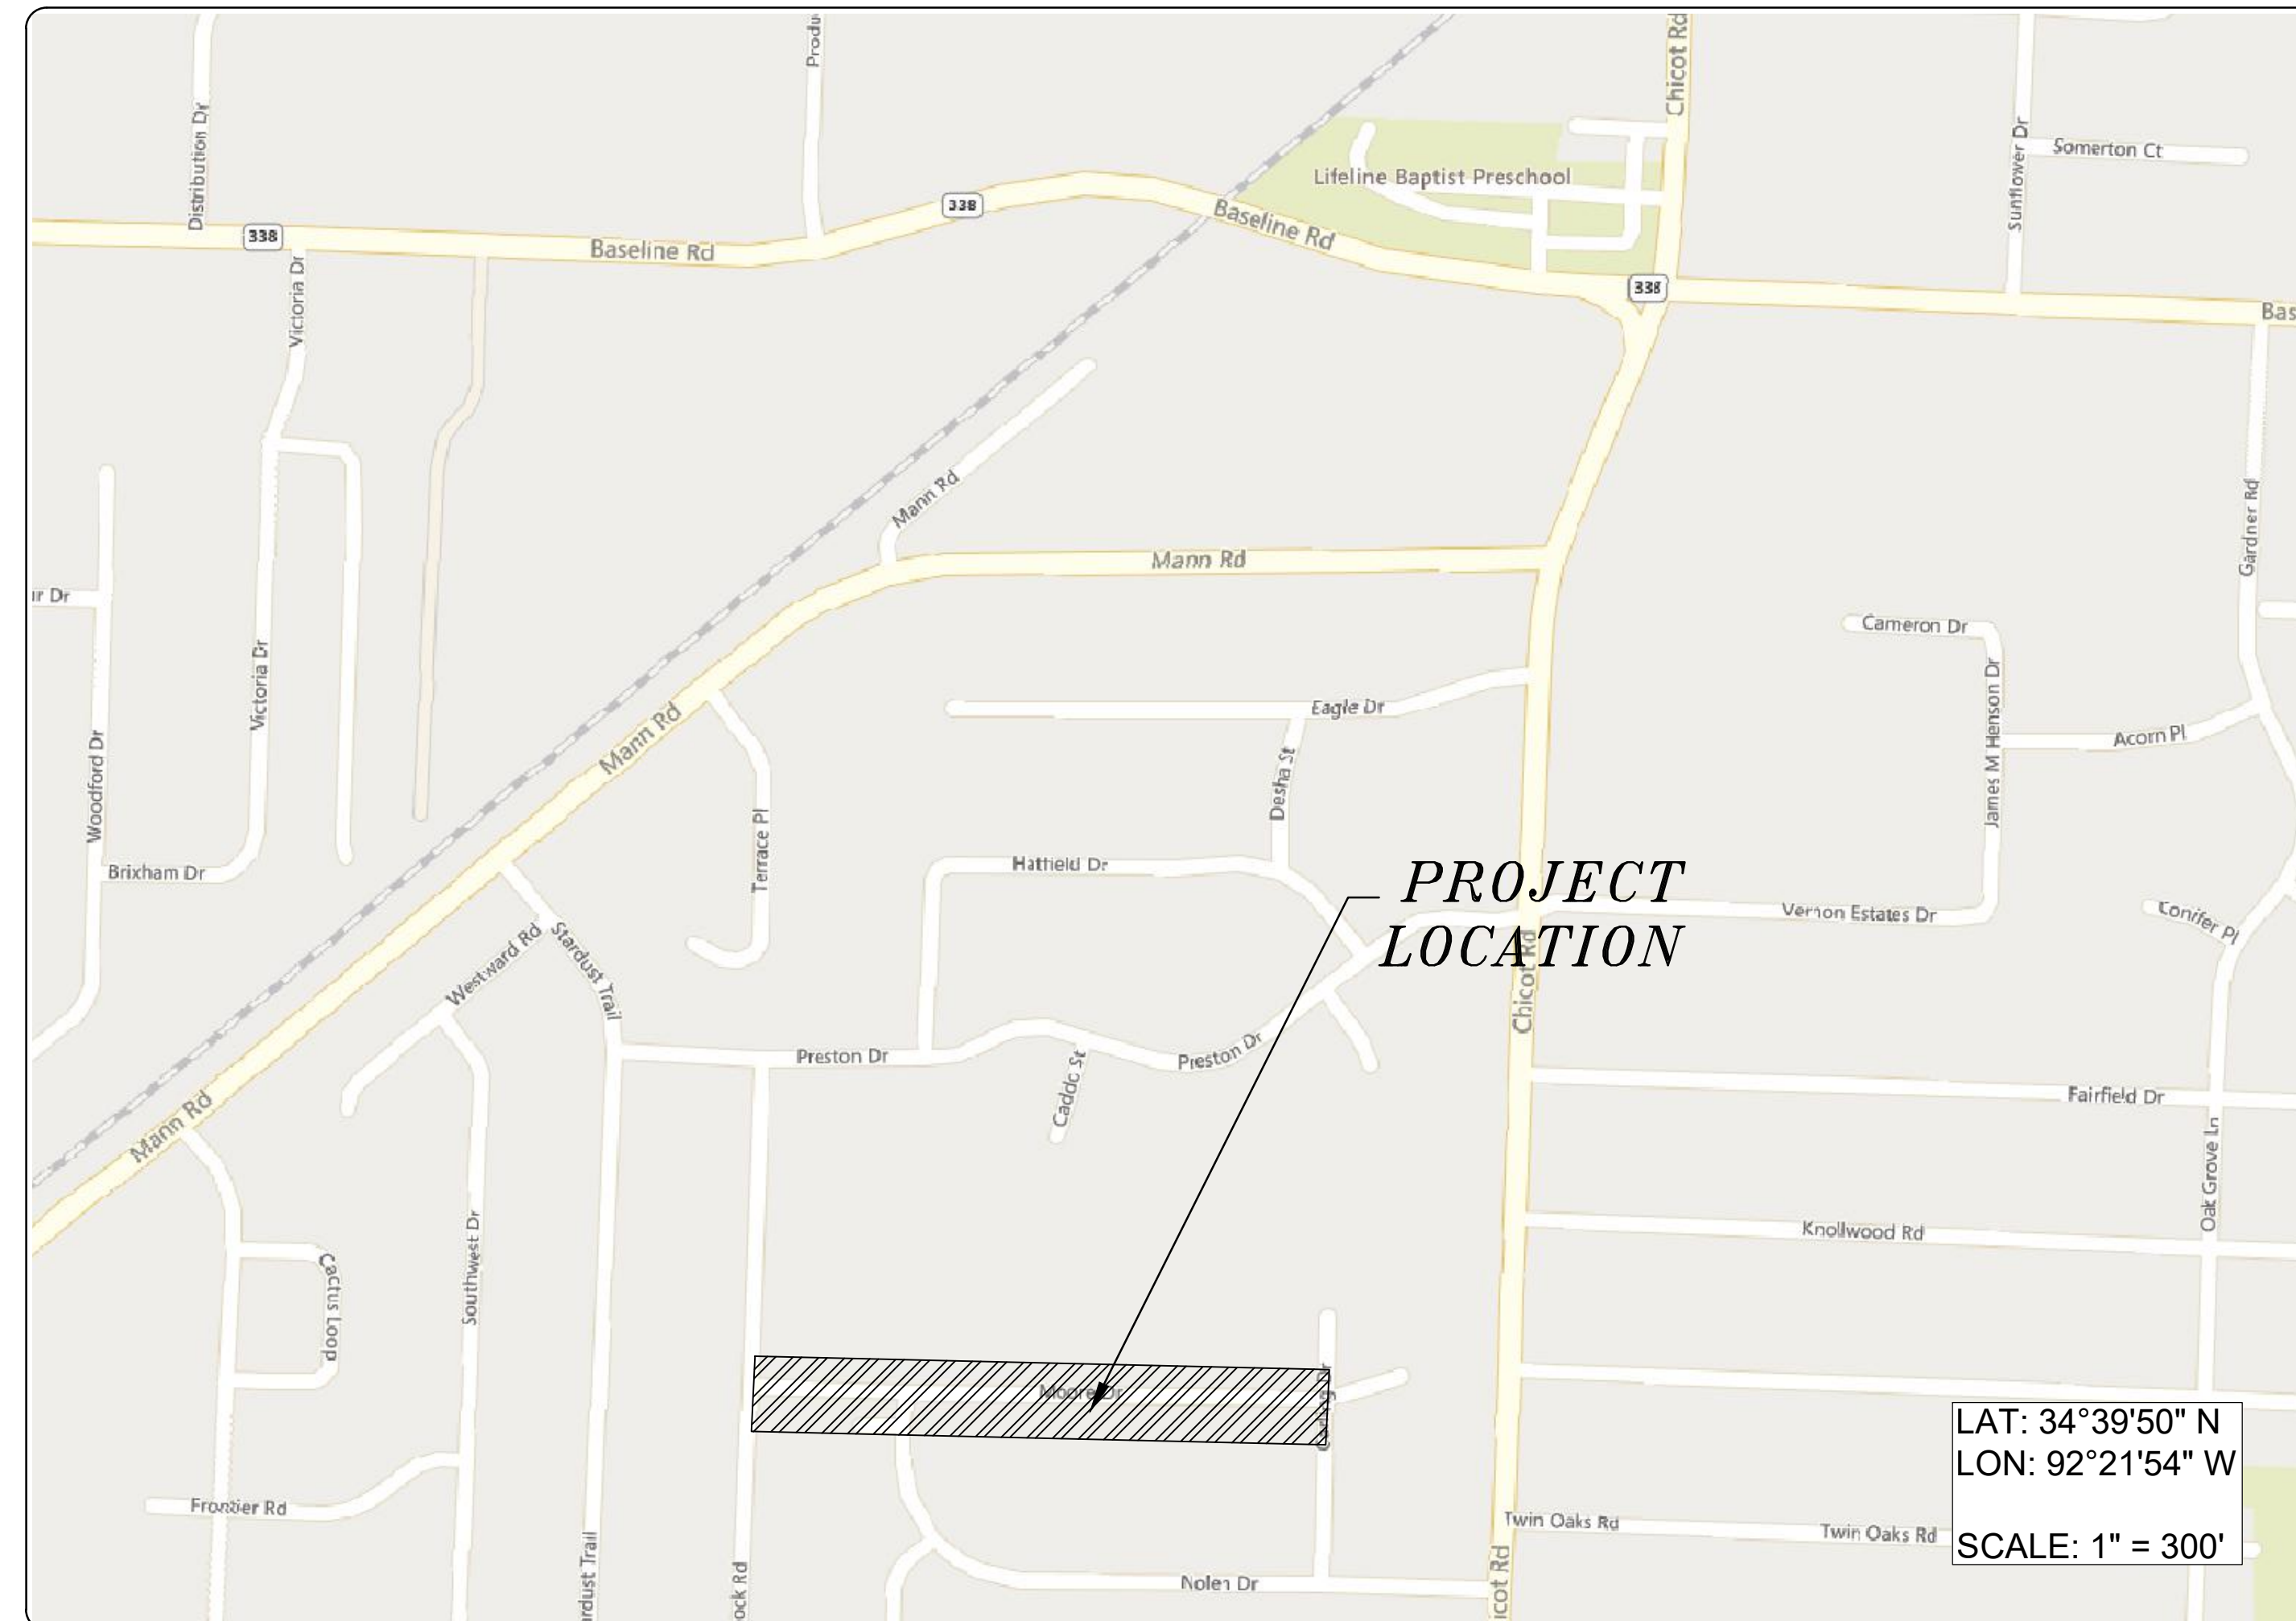 Produ
Chicot Rd
Distribution Dr
Sunflower Dr
Somerton Ct
Lifeline Baptist Preschool
338
338
Baseline Rd
Baseline Rd
338
Bas
Victoria Dr
Mann Rd
Gardner Rd
Mann Rd
ir Dr
Cameron Dr
Victoria Dr
Mann Rd
Eagle Dr
James M Henson Dr
Acorn Pl
Woodford Dr
Desha St
Terrace Pl
Brixham Dr
Hatfield Dr
PROJECT
LOCATION
Vernon Estates Dr
Conifer Pl
Westward Rd
Stardust Trail
Chicot Rd
Preston Dr
Preston Dr
Caddo St
Mann Rd
Fairfield Dr
Oak Grove Ln
Southwest Dr
Knollwood Rd
Cactus Loop
Moore Dr
LAT: 34°39'50" N
LON: 92°21'54" W
SCALE: 1" = 300'
Frontier Rd
Twin Oaks Rd
Twin Oaks Rd
rdust Trail
ock Rd
Nolen Dr
icot Rd